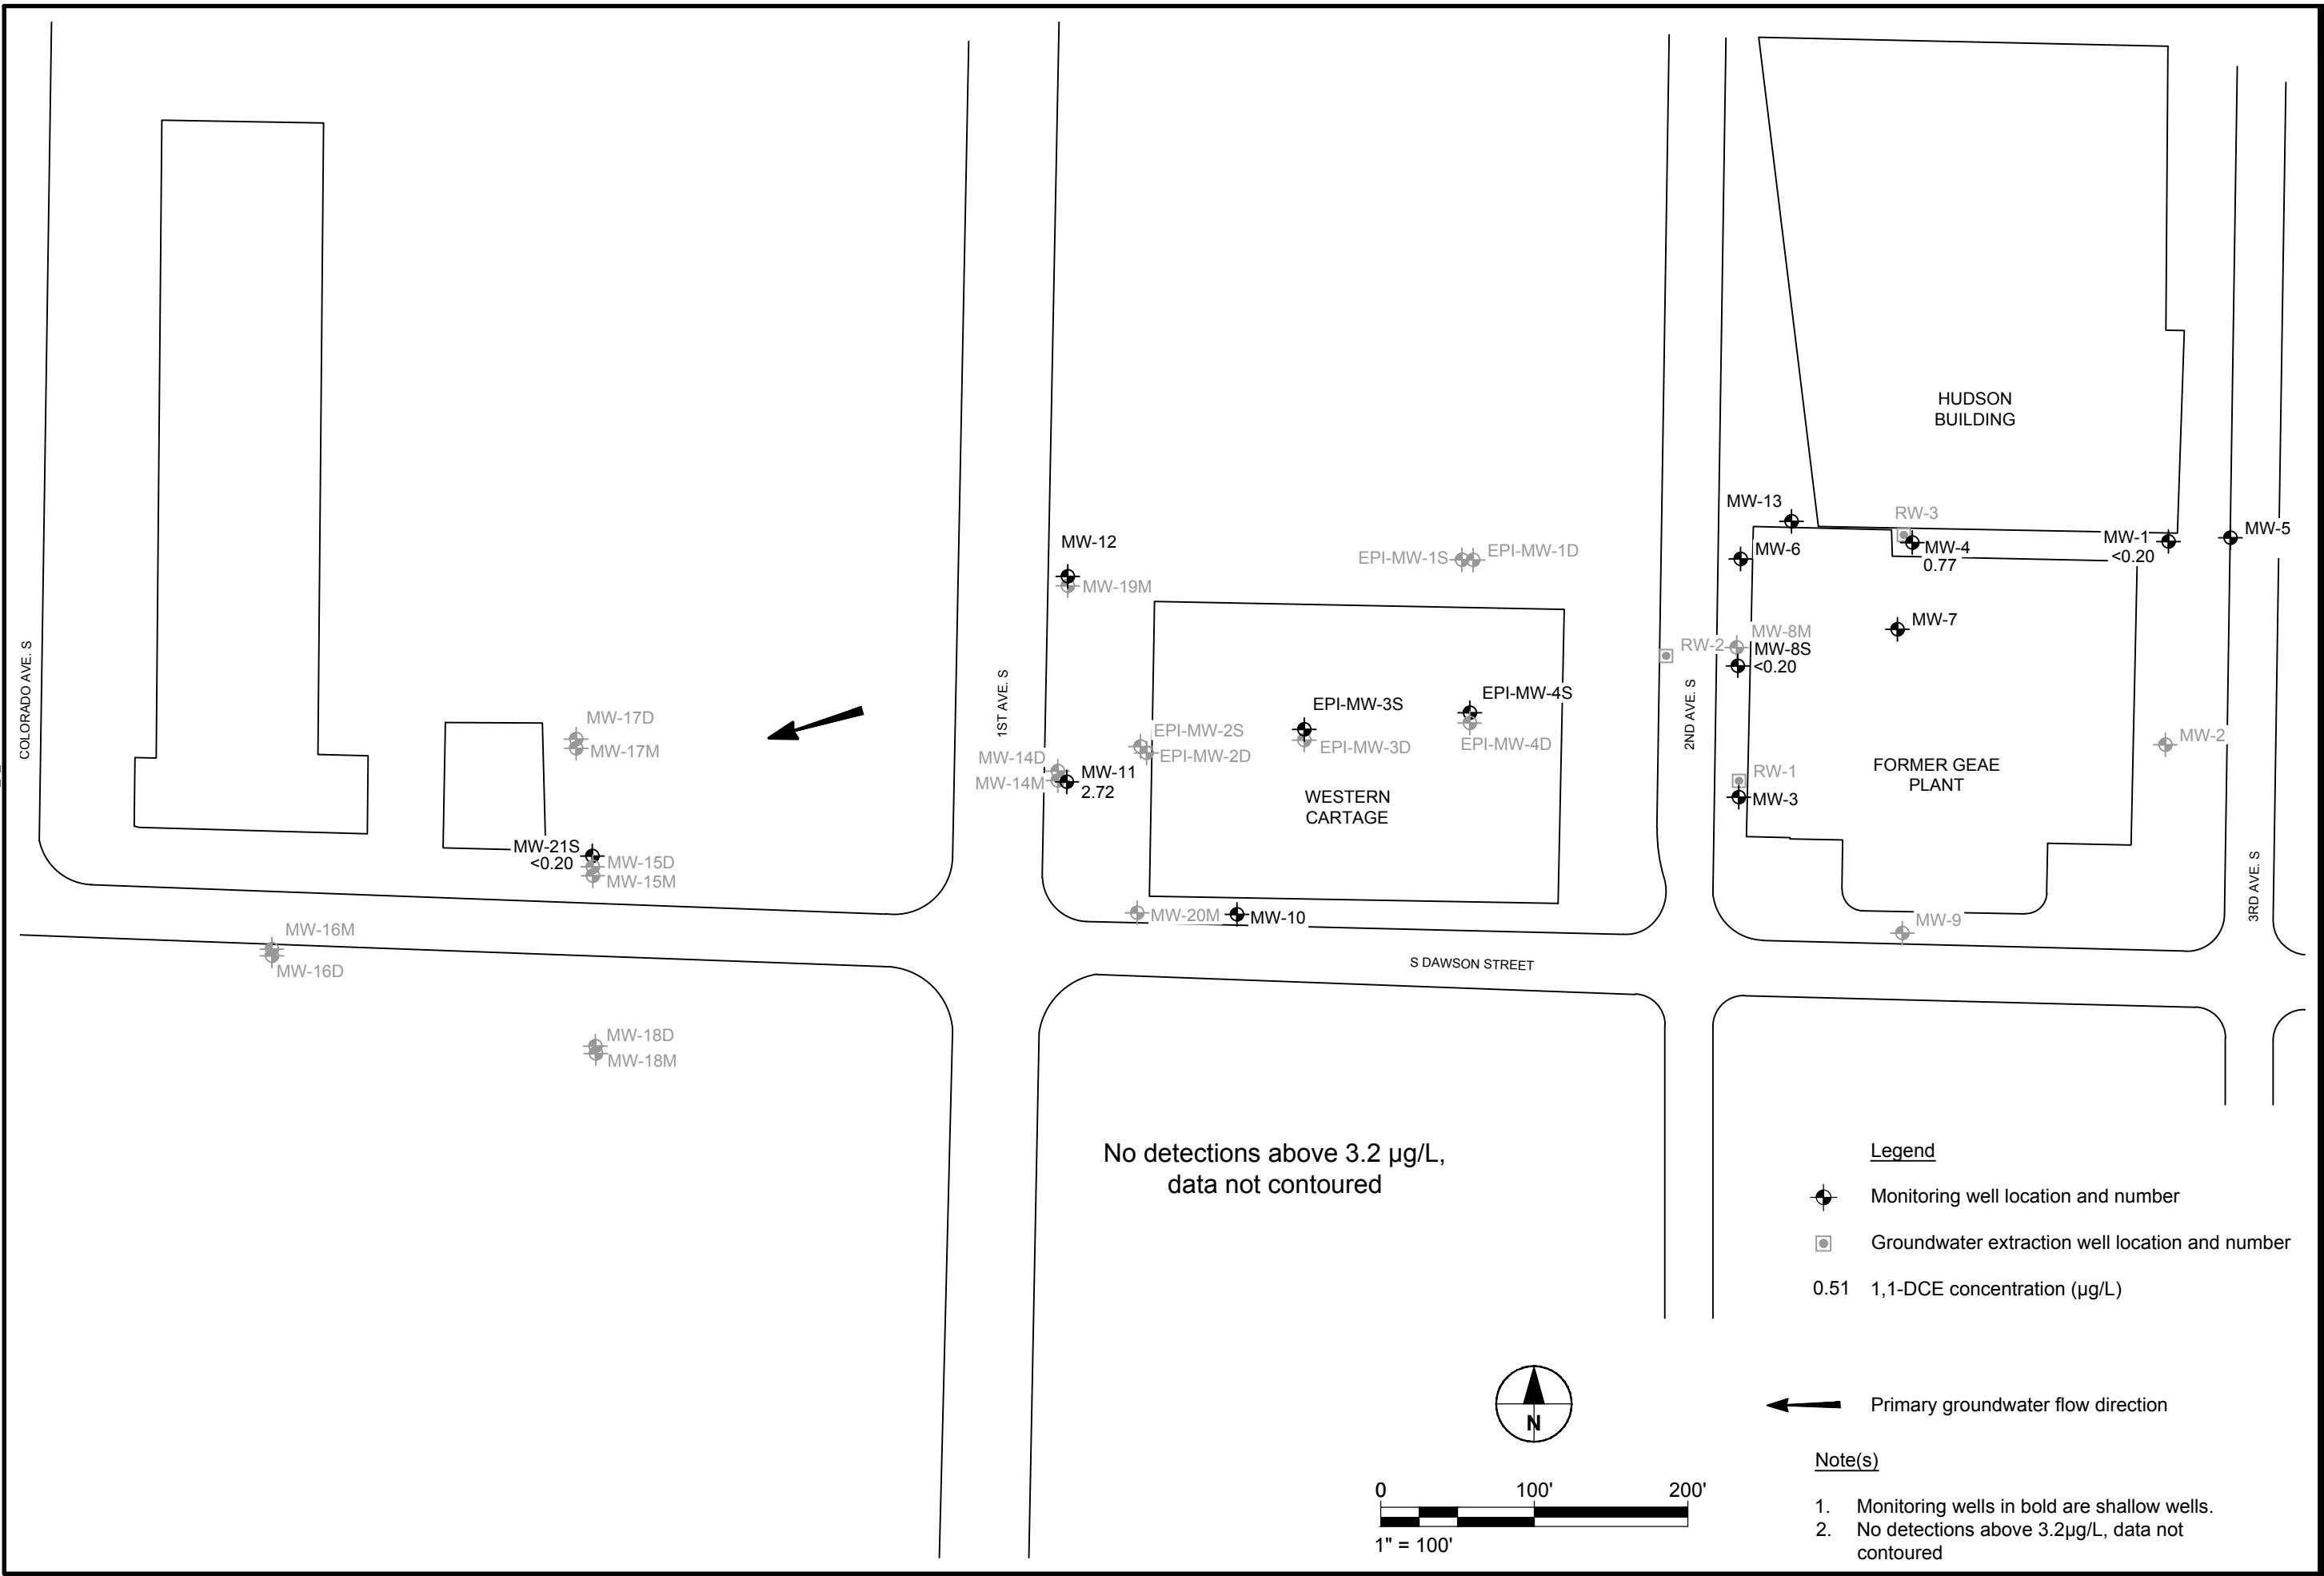 HUDSON
BUILDING
MW-13
RW-3
MW-5
MW-1
<0.20
MW-4
0.77
MW-6
MW-12
EPI-MW-1S
EPI-MW-1D
MW-19M
MW-7
MW-8M
RW-2
MW-8S
<0.20
COLORADO AVE. S
1ST AVE. S
2ND AVE. S
EPI-MW-4S
EPI-MW-3S
MW-17D
MW-17M
EPI-MW-2S
EPI-MW-2D
EPI-MW-3D
EPI-MW-4D
MW-2
MW-14D
MW-14M
MW-11
2.72
RW-1
MW-3
FORMER GEAE
PLANT
WESTERN
CARTAGE
MW-21S
<0.20
MW-15D
MW-15M
3RD AVE. S
MW-20M
MW-10
MW-9
MW-16M
MW-16D
S DAWSON STREET
MW-18D
MW-18M
No detections above 3.2 µg/L,
data not contoured
Legend
Monitoring well location and number
Groundwater extraction well location and number
0.51 1,1-DCE concentration (µg/L)
Primary groundwater flow direction
N
0 100' 200'
1" = 100'
Note(s)
1. Monitoring wells in bold are shallow wells.
2. No detections above 3.2µg/L, data not
contoured